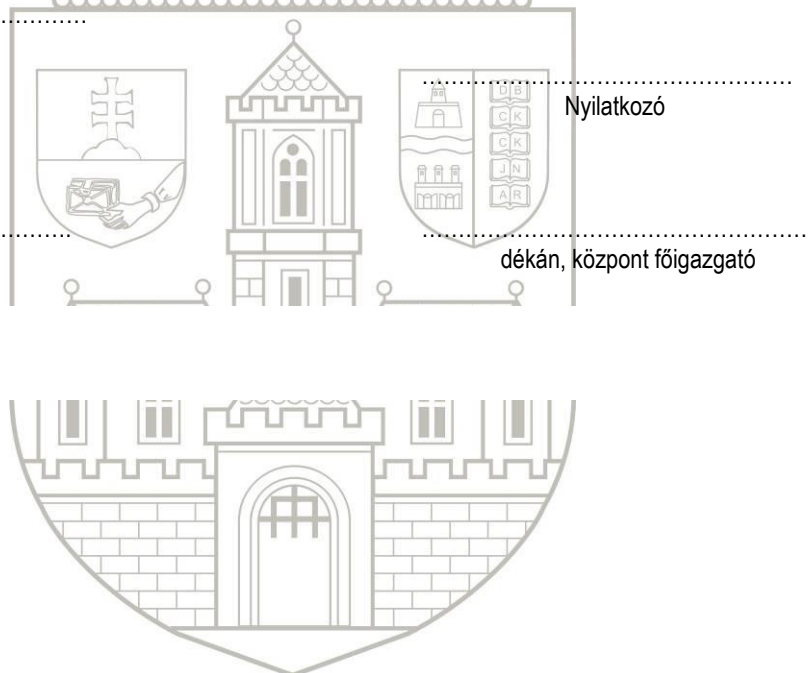 …………
……………………………………………
Nyilatkozó
D B
C K
C K
J N
A R
………. ………………………………………………
dékán, központ főigazgató